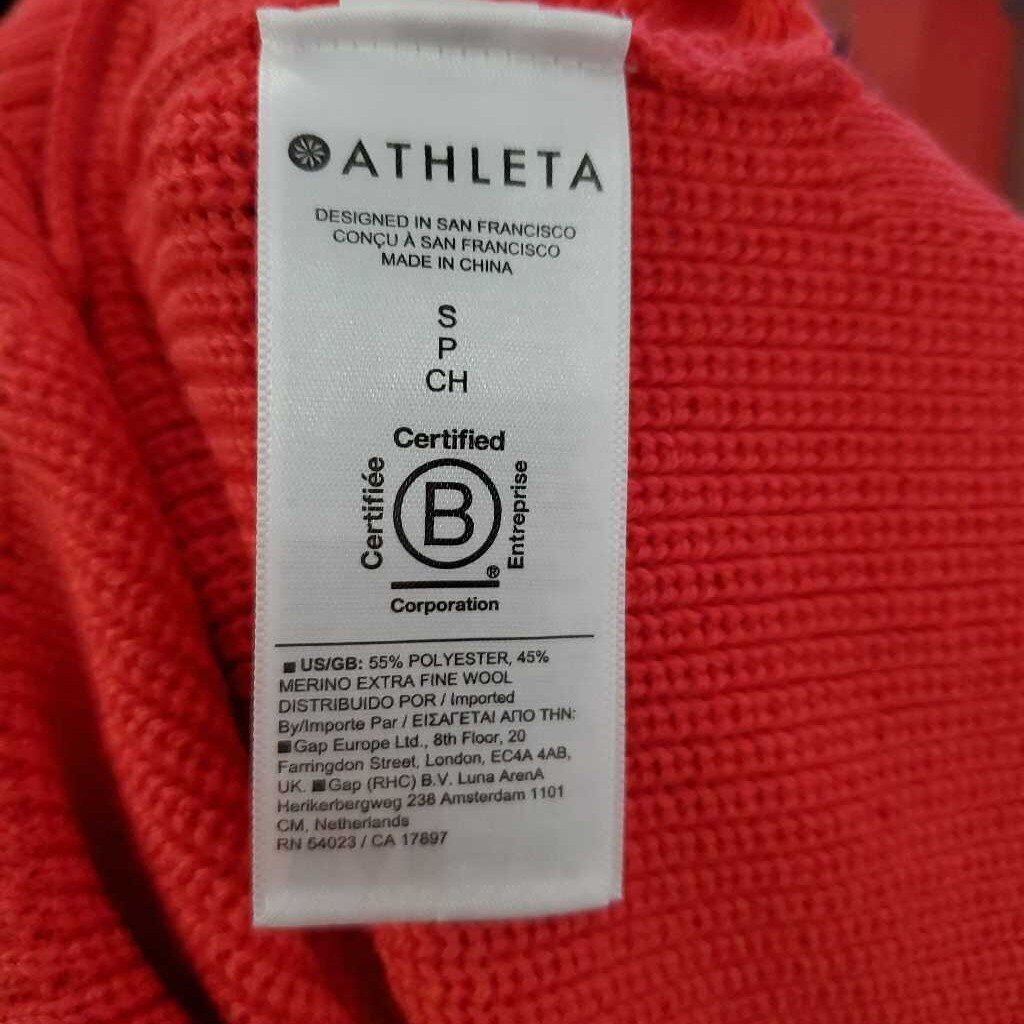 ATHLETA
DESIGNED IN SAN FRANCISCO
CONÇU À SAN FRANCISCO
MADE IN CHINA
S
P
CH
Certified
Certifiée
B
Entreprise
®
Corporation
US/GB: 55% POLYESTER, 45%
MERINO EXTRA FINE WOOL
DISTRIBUIDO POR / Imported
By/Importe Par / ΕΙΣΑΓΕΤΑΙ ΑΠΟ ΤΗΝ:
Gap Europe Ltd., 8th Floor, 20
Farringdon Street, London, EC4A 4AB,
UK. Gap (RHC) B.V. Luna ArenA
Herikerbergweg 238 Amsterdam 1101
CM, Netherlands
RN 54023 / CA 17897